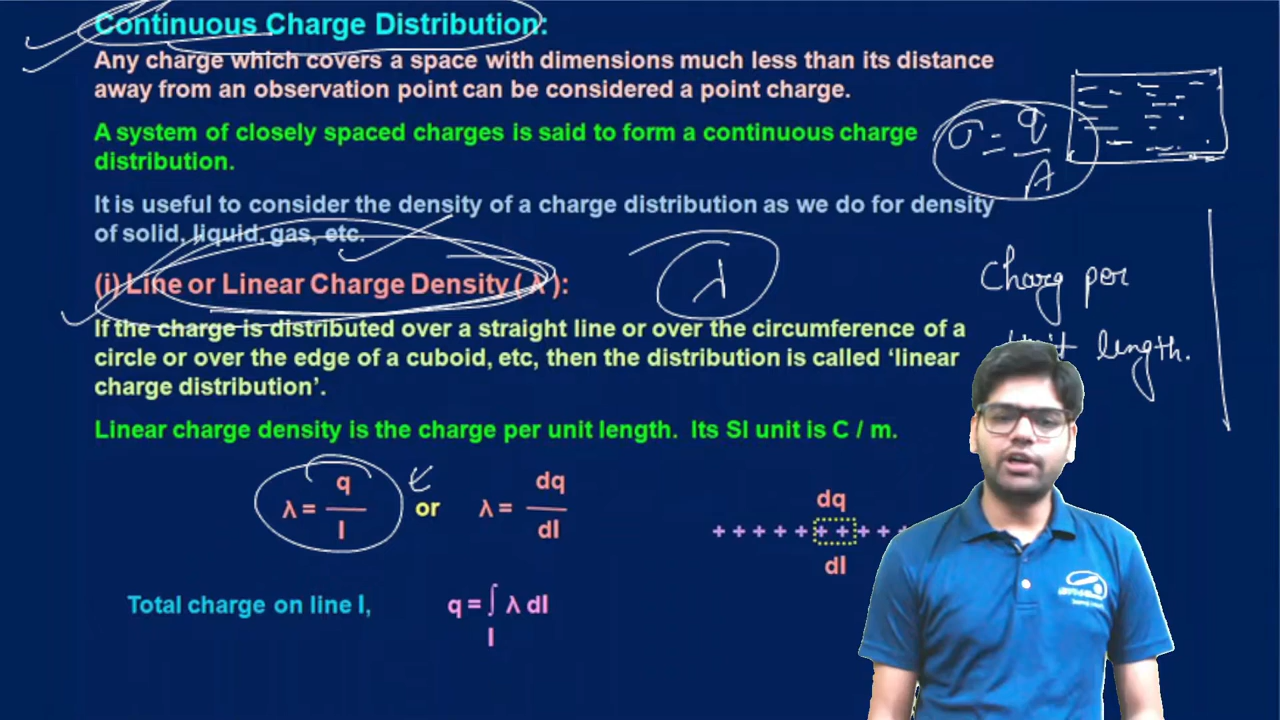 Continuous Charge Distribution:
Any charge which covers a space with dimensions much less than its distance
away from an observation point can be considered a point charge.
A system of closely spaced charges is said to form a continuous charge
distribution.
It is useful to consider the density of a charge distribution as we do for density
of solid, liquid, gas, etc.
(i) Line or Linear Charge Density ( λ ):
If the charge is distributed over a straight line or over the circumference of a
circle or over the edge of a cuboid, etc, then the distribution is called ‘linear
charge distribution’.
Linear charge density is the charge per unit length. Its SI unit is C / m.
λ = q / l or λ = dq / dl
Total charge on line l, q = ∫ λ dl
l
dq
+ + + + + + + + +
dl
σ = q / A
λ
Charg per
length.